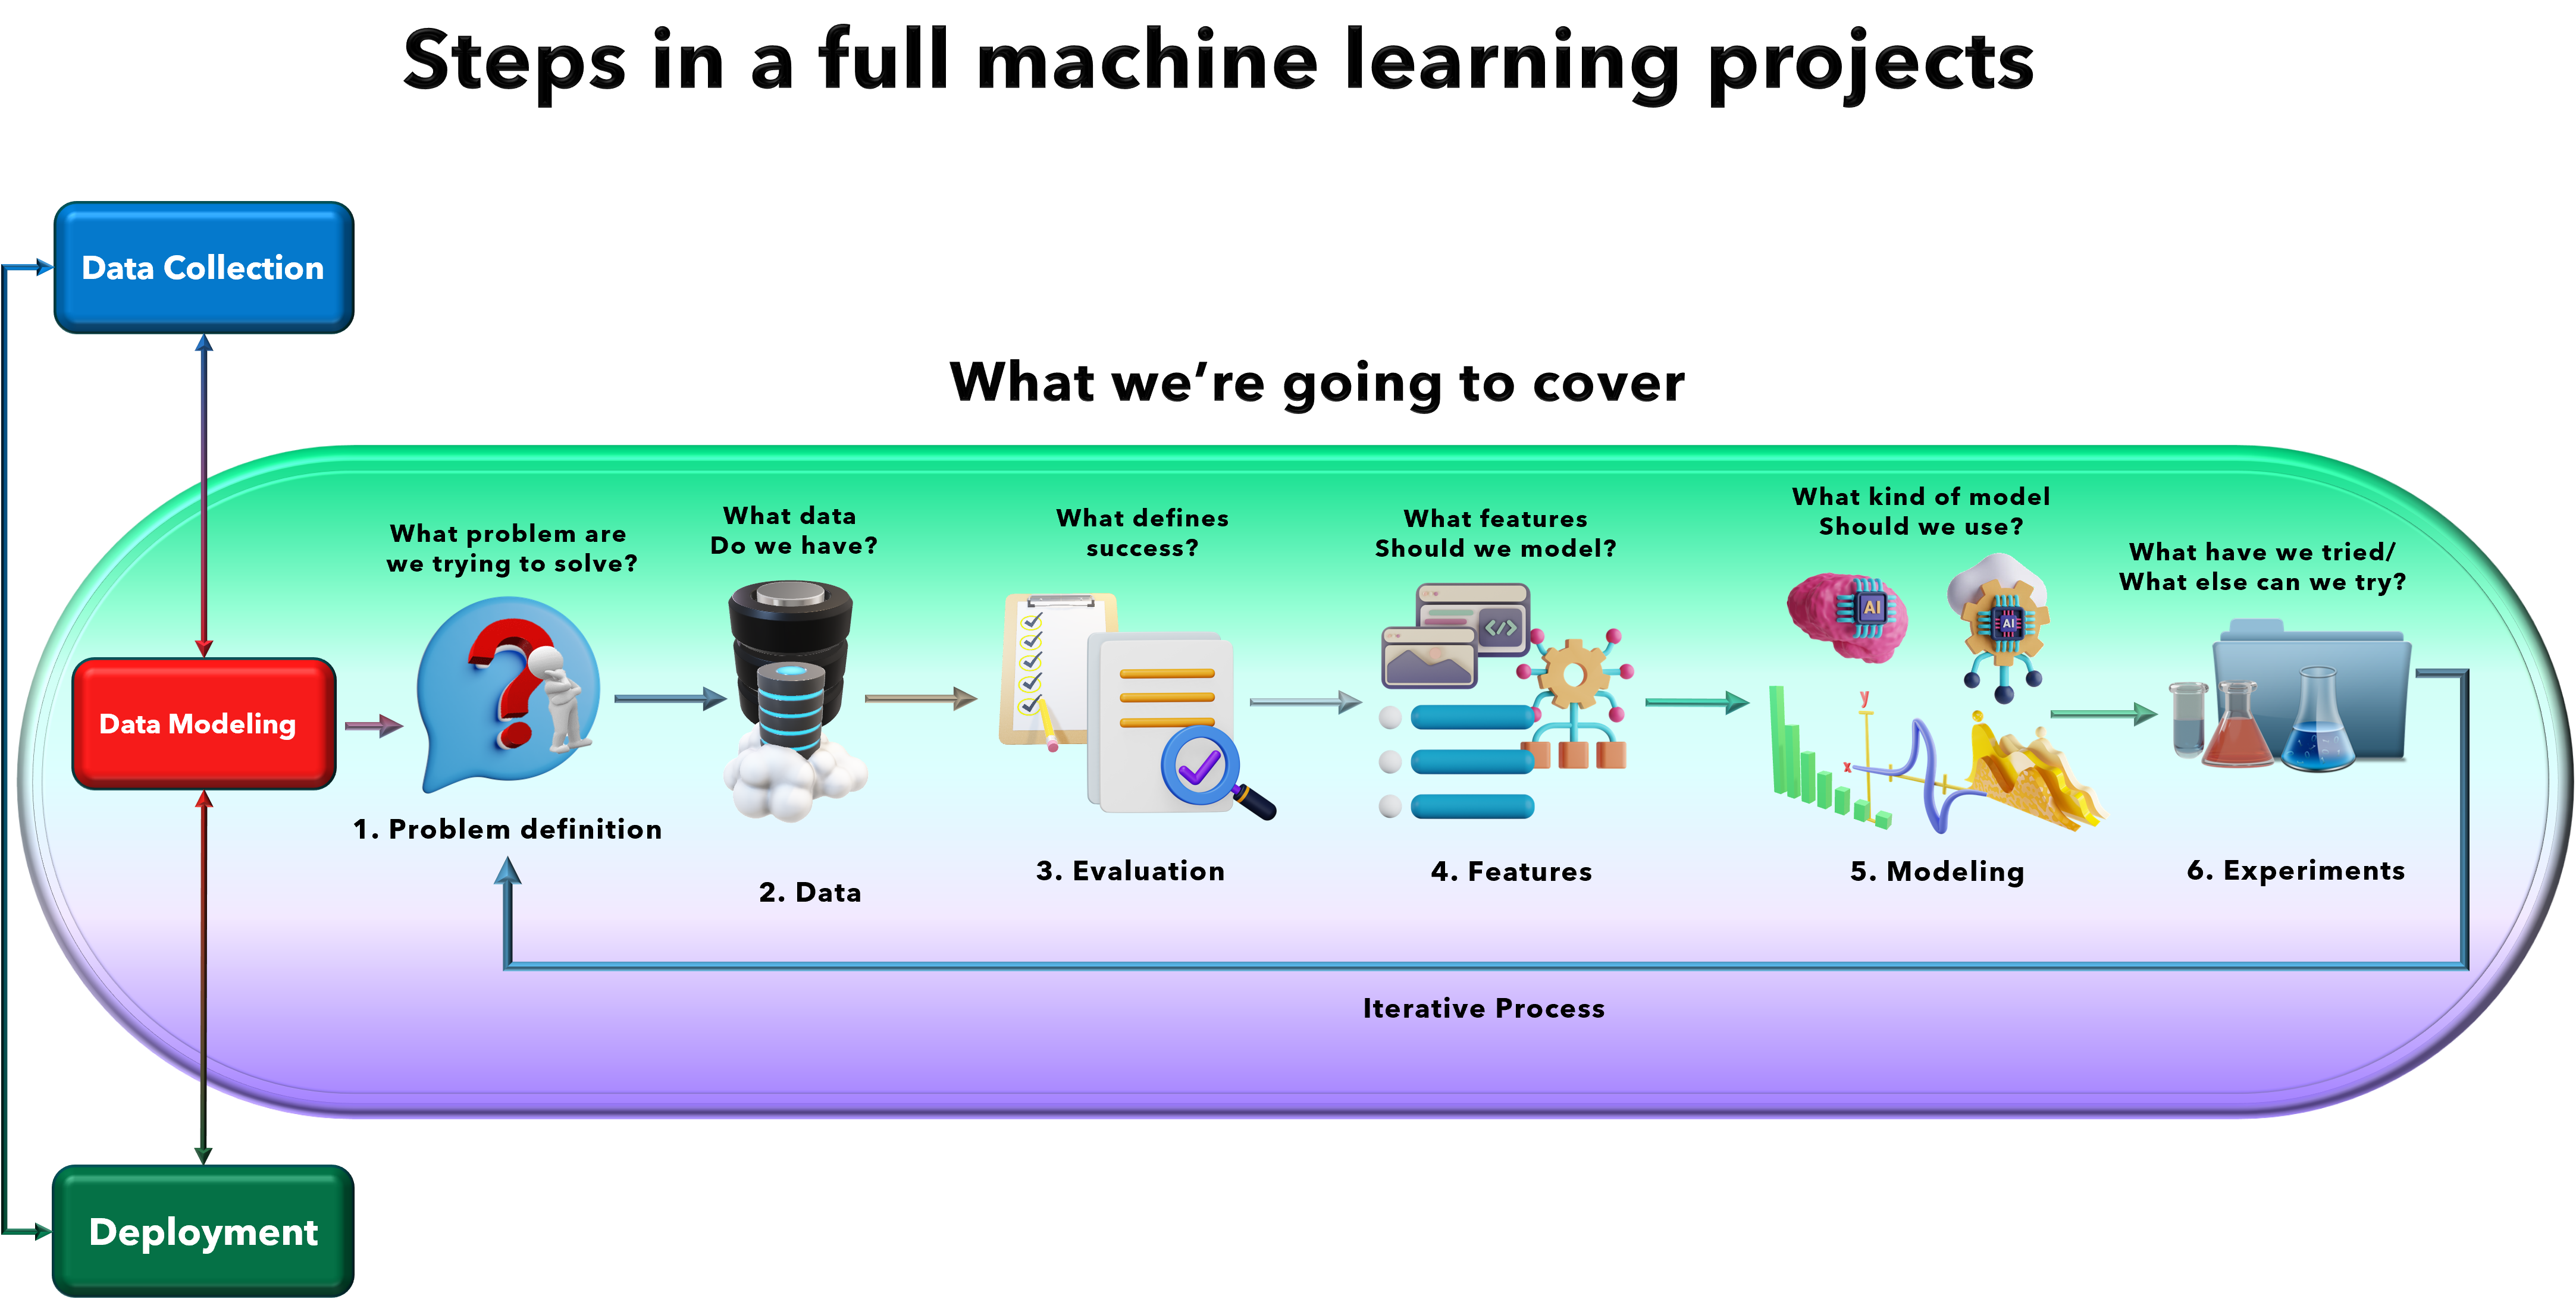 Steps in a full machine learning projects
Data Collection
What we’re going to cover
What problem are
we trying to solve?
What data
Do we have?
What defines
success?
What features
Should we model?
What kind of model
Should we use?
What have we tried/
What else can we try?
Data Modeling
AI
AI
</>
y
x
1. Problem definition
2. Data
3. Evaluation
4. Features
5. Modeling
6. Experiments
Iterative Process
Deployment